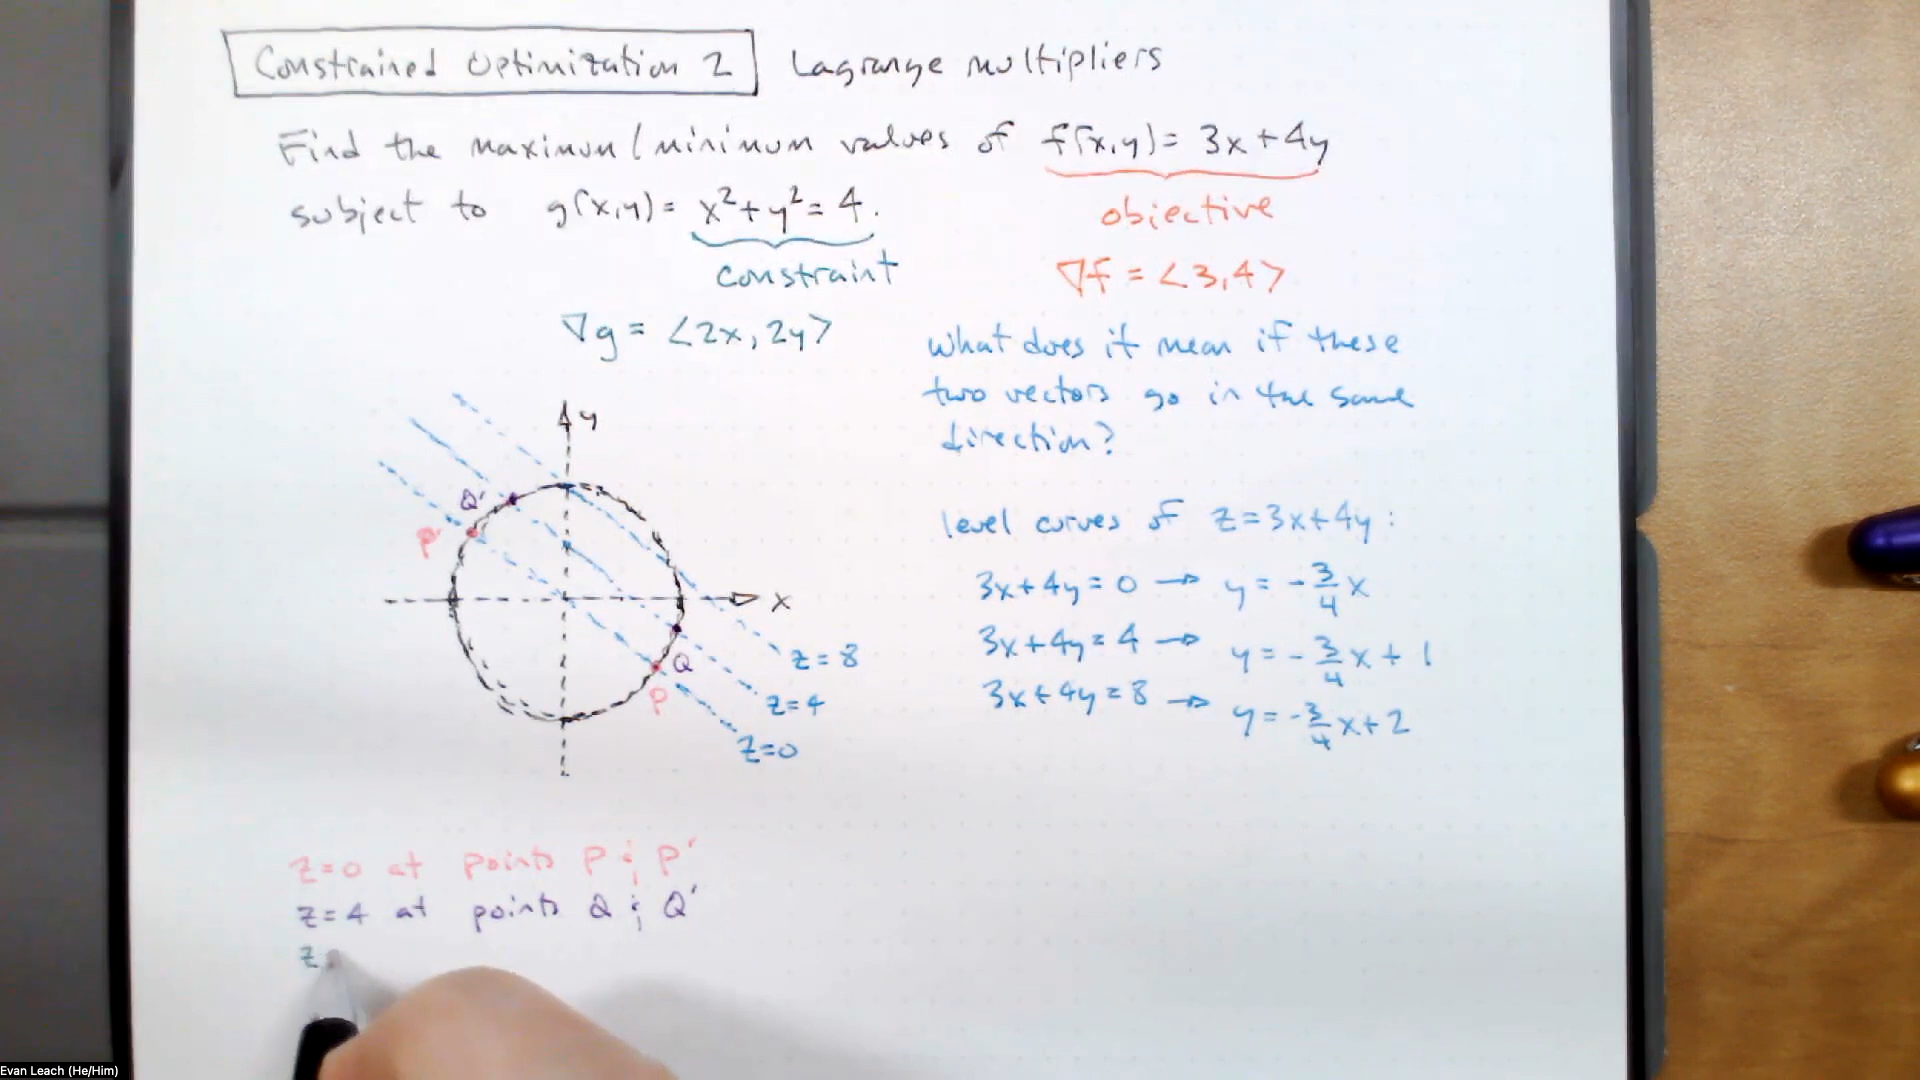 Constrained Optimization 2 Lagrange multipliers
Find the maximum/minimum values of f(x,y) = 3x+4y
subject to g(x,y) = x²+y² = 4.
objective
constraint
∇f = <3,4>
∇g = <2x, 2y>
What does it mean if these
two vectors go in the same
direction?
y
Q'
P'
x
Q
P
z=8
z=4
z=0
level curves of z=3x+4y:
3x+4y=0 → y = -3/4 x
3x+4y=4 → y = -3/4 x + 1
3x+4y=8 → y = -3/4 x + 2
z=0 at points P & P'
z=4 at points Q & Q'
z
Evan Leach (He/Him)